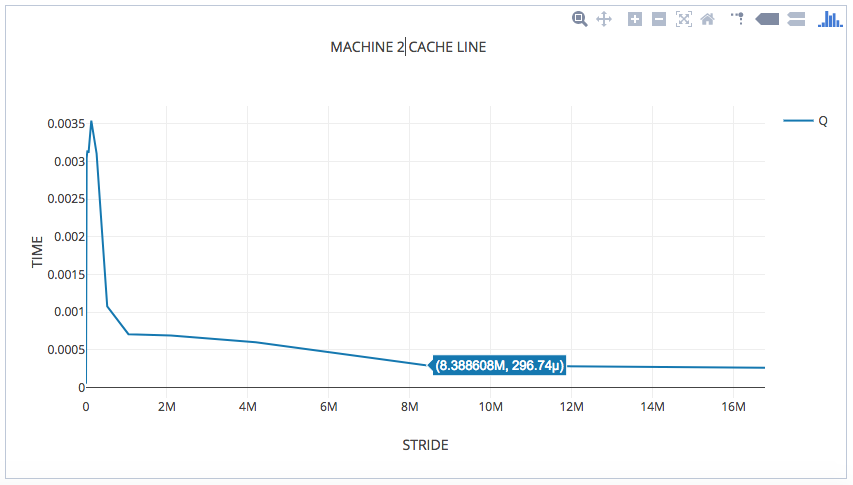 MACHINE 2 CACHE LINE
Q
0.0035
0.003
0.0025
0.002
0.0015
0.001
0.0005
0
TIME
(8.388608M, 296.74μ)
0 2M 4M 6M 8M 10M 12M 14M 16M
STRIDE